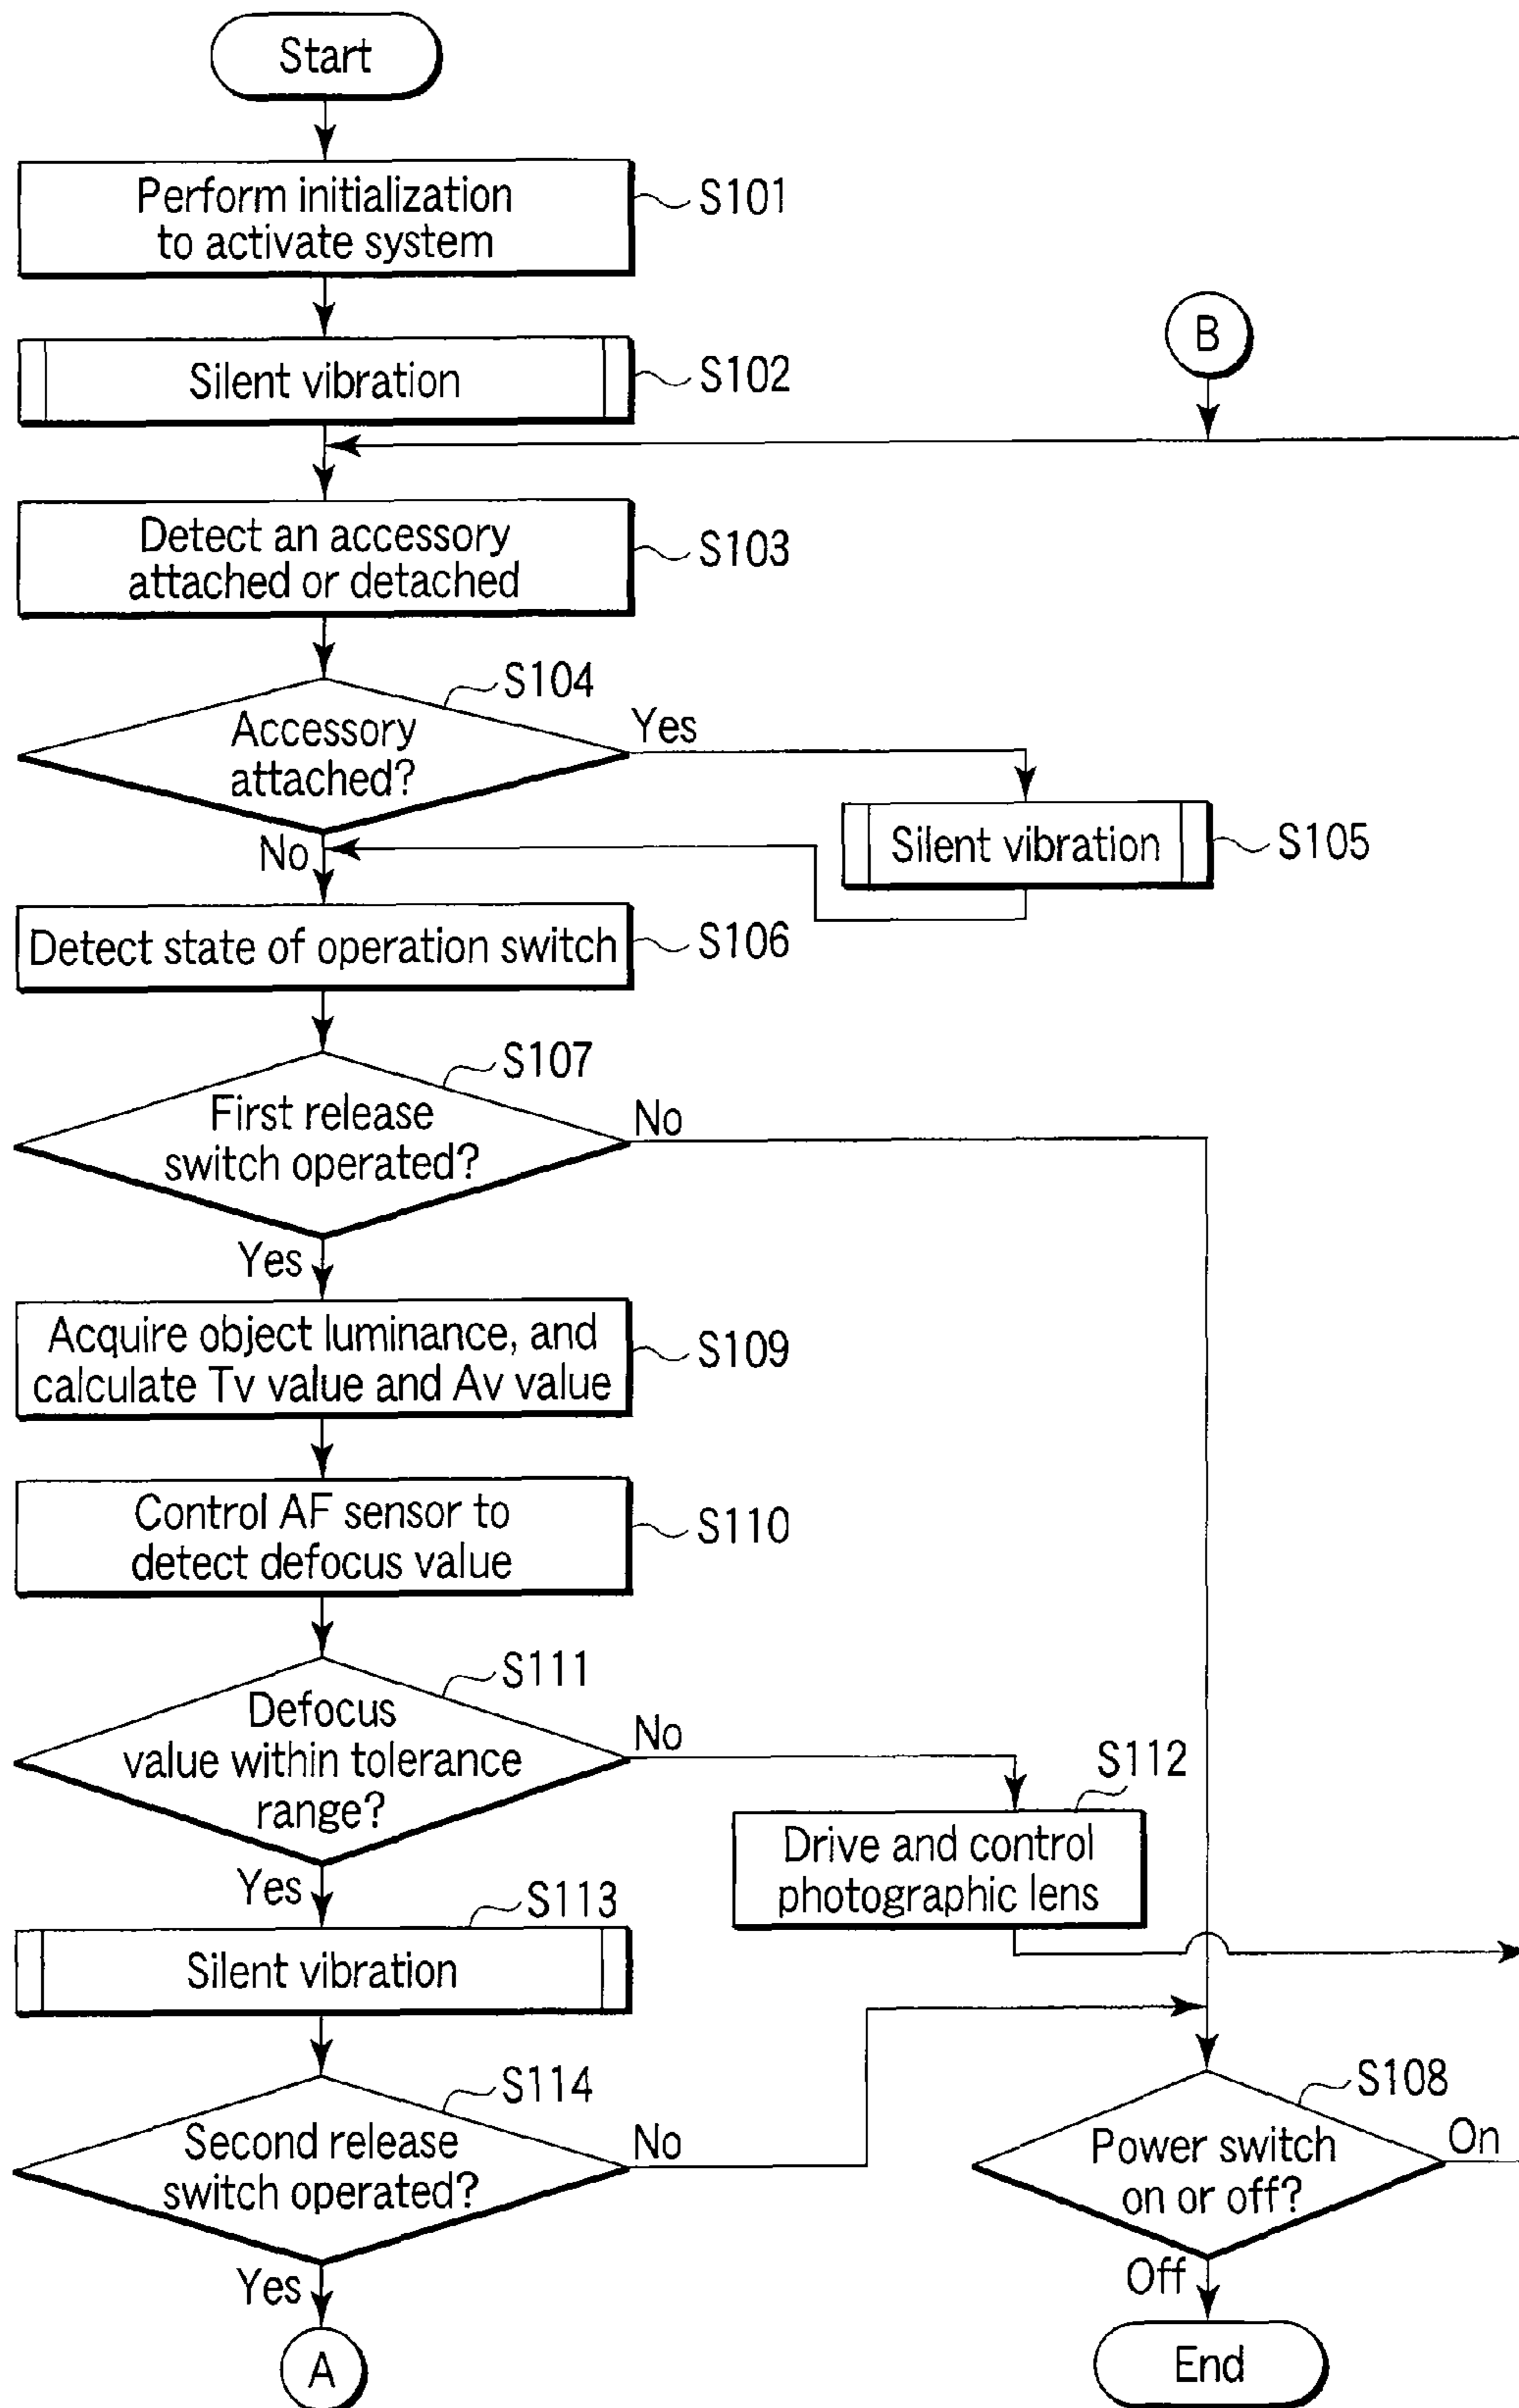 Start
Perform initialization
to activate system
S101
Silent vibration
S102
B
Detect an accessory
attached or detached
S103
S104
Accessory
attached?
Yes
No
Silent vibration
S105
Detect state of operation switch
S106
S107
First release
switch operated?
No
Yes
Acquire object luminance, and
calculate Tv value and Av value
S109
Control AF sensor to
detect defocus value
S110
S111
Defocus
value within tolerance
range?
No
Yes
S112
Drive and control
photographic lens
S113
Silent vibration
S114
Second release
switch operated?
No
Yes
S108
Power switch
on or off?
On
Off
A
End